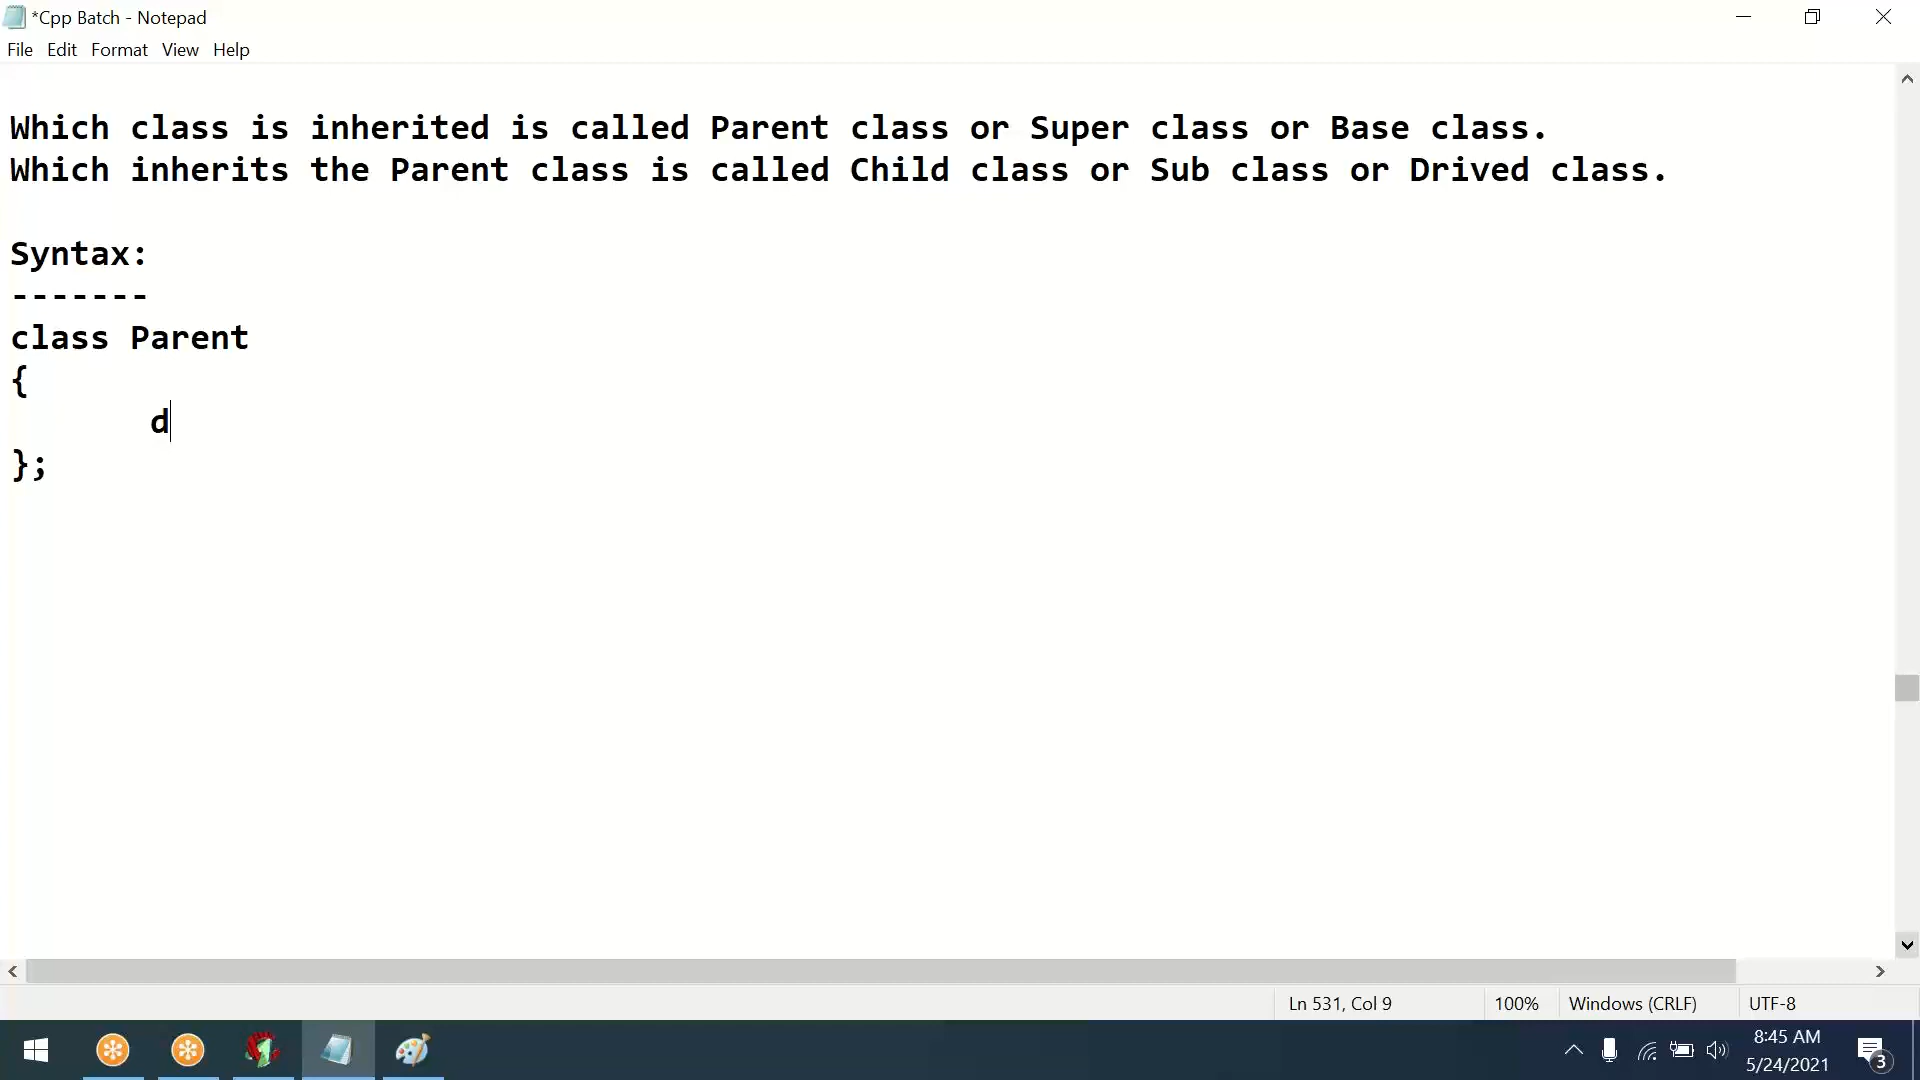 *Cpp Batch - Notepad
File Edit Format View Help
Which class is inherited is called Parent class or Super class or Base class.
Which inherits the Parent class is called Child class or Sub class or Drived class.
Syntax:
-------
class Parent
{
d
};
Ln 531, Col 9 100% Windows (CRLF) UTF-8
8:45 AM
5/24/2021
3